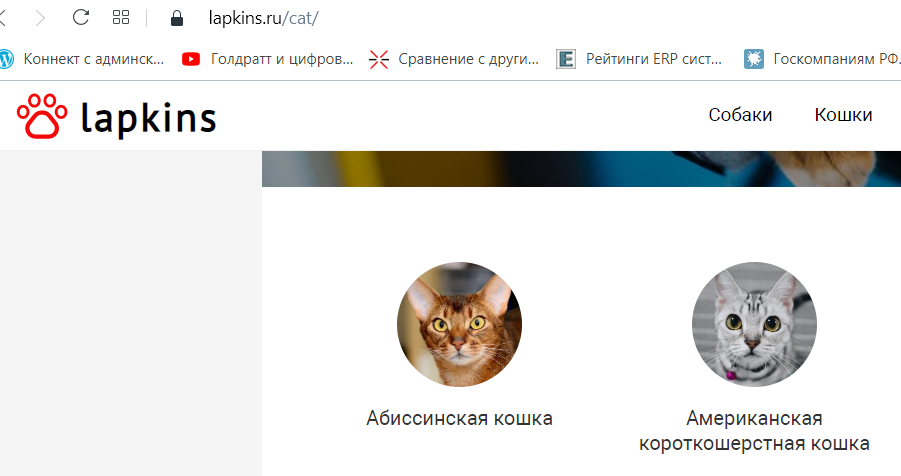 lapkins.ru/cat/
Коннект с админск... Голдратт и цифров... Сравнение с други... Рейтинги ERP сист... Госкомпаниям РФ.
lapkins Собаки Кошки
Абиссинская кошка
Американская
короткошерстная кошка